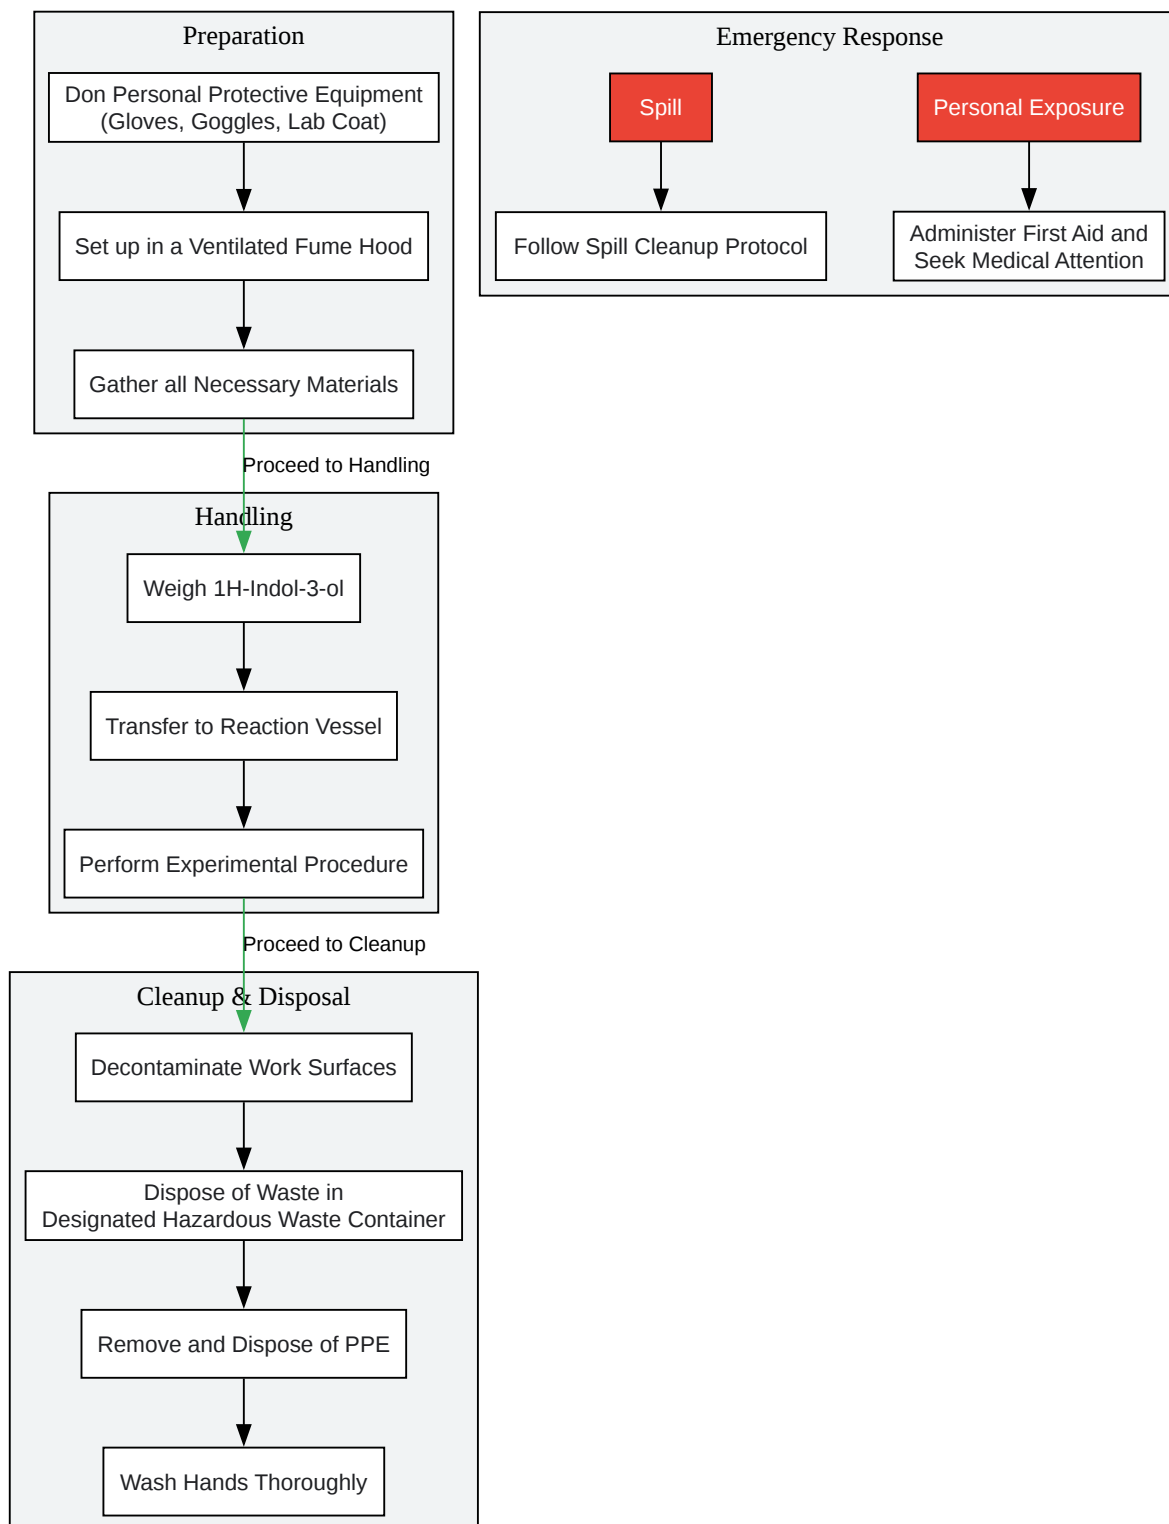 Preparation
Don Personal Protective Equipment
(Gloves, Goggles, Lab Coat)
Set up in a Ventilated Fume Hood
Gather all Necessary Materials
Proceed to Handling
Handling
Weigh 1H-Indol-3-ol
Transfer to Reaction Vessel
Perform Experimental Procedure
Proceed to Cleanup
Cleanup & Disposal
Decontaminate Work Surfaces
Dispose of Waste in
Designated Hazardous Waste Container
Remove and Dispose of PPE
Wash Hands Thoroughly
Emergency Response
Spill
Follow Spill Cleanup Protocol
Personal Exposure
Administer First Aid and
Seek Medical Attention